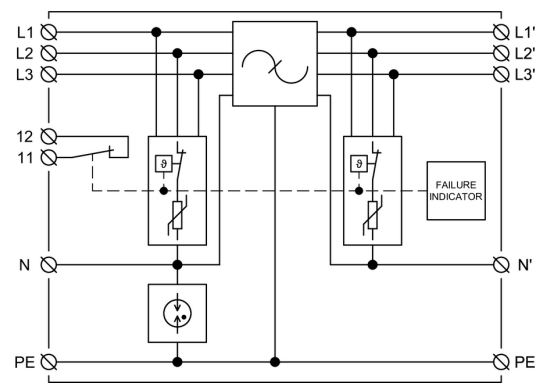 L1
L1'
L2
L2'
L3
L3'
12
11
ϑ
ϑ
FAILURE
INDICATOR
N
N'
PE
PE